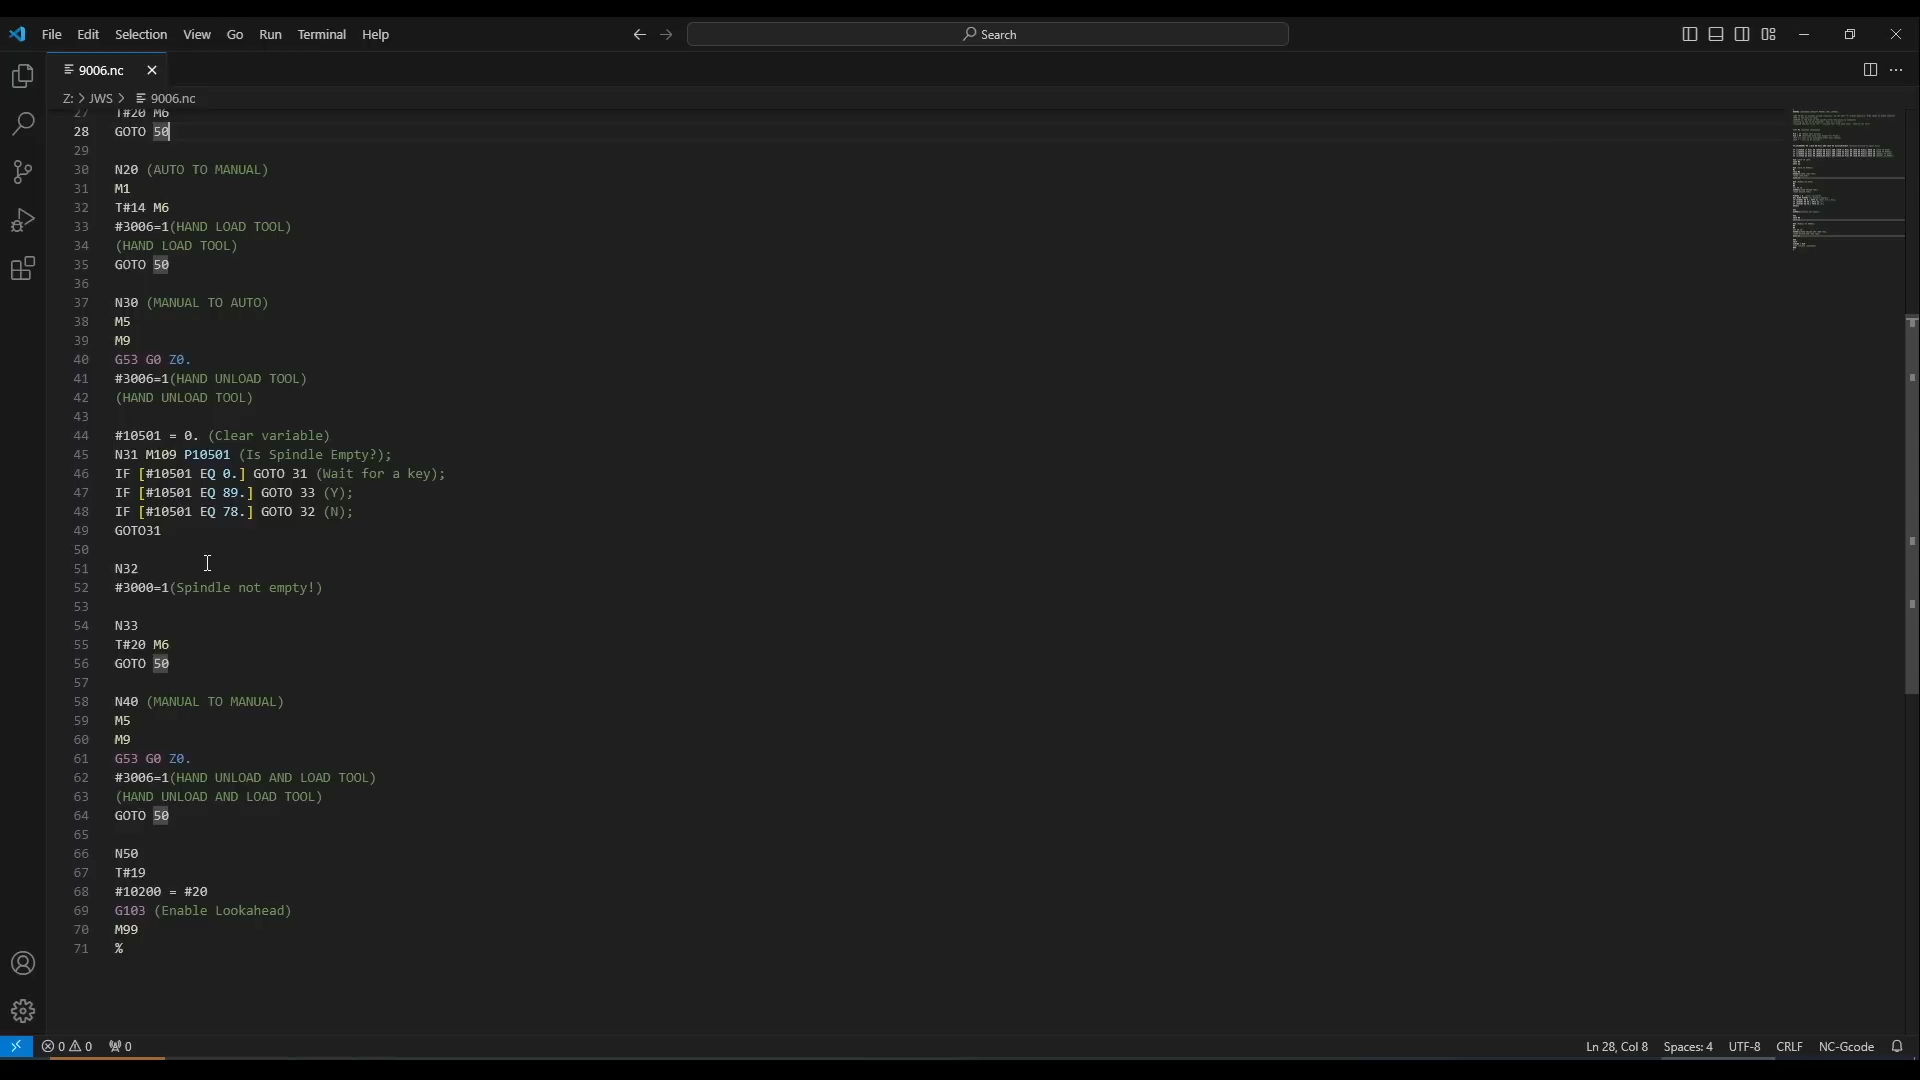 File Edit Selection View Go Run Terminal Help
Search
9006.nc
Z: > JWS > 9006.nc
27 T#20 M6
28 GOTO 50
29
30 N20 (AUTO TO MANUAL)
31 M1
32 T#14 M6
33 #3006=1(HAND LOAD TOOL)
34 (HAND LOAD TOOL)
35 GOTO 50
36
37 N30 (MANUAL TO AUTO)
38 M5
39 M9
40 G53 G0 Z0.
41 #3006=1(HAND UNLOAD TOOL)
42 (HAND UNLOAD TOOL)
43
44 #10501 = 0. (Clear variable)
45 N31 M109 P10501 (Is Spindle Empty?);
46 IF [#10501 EQ 0.] GOTO 31 (Wait for a key);
47 IF [#10501 EQ 89.] GOTO 33 (Y);
48 IF [#10501 EQ 78.] GOTO 32 (N);
49 GOTO31
50
51 N32
52 #3000=1(Spindle not empty!)
53
54 N33
55 T#20 M6
56 GOTO 50
57
58 N40 (MANUAL TO MANUAL)
59 M5
60 M9
61 G53 G0 Z0.
62 #3006=1(HAND UNLOAD AND LOAD TOOL)
63 (HAND UNLOAD AND LOAD TOOL)
64 GOTO 50
65
66 N50
67 T#19
68 #10200 = #20
69 G103 (Enable Lookahead)
70 M99
71 %
0 0 0 Ln 28, Col 8 Spaces: 4 UTF-8 CRLF NC-Gcode